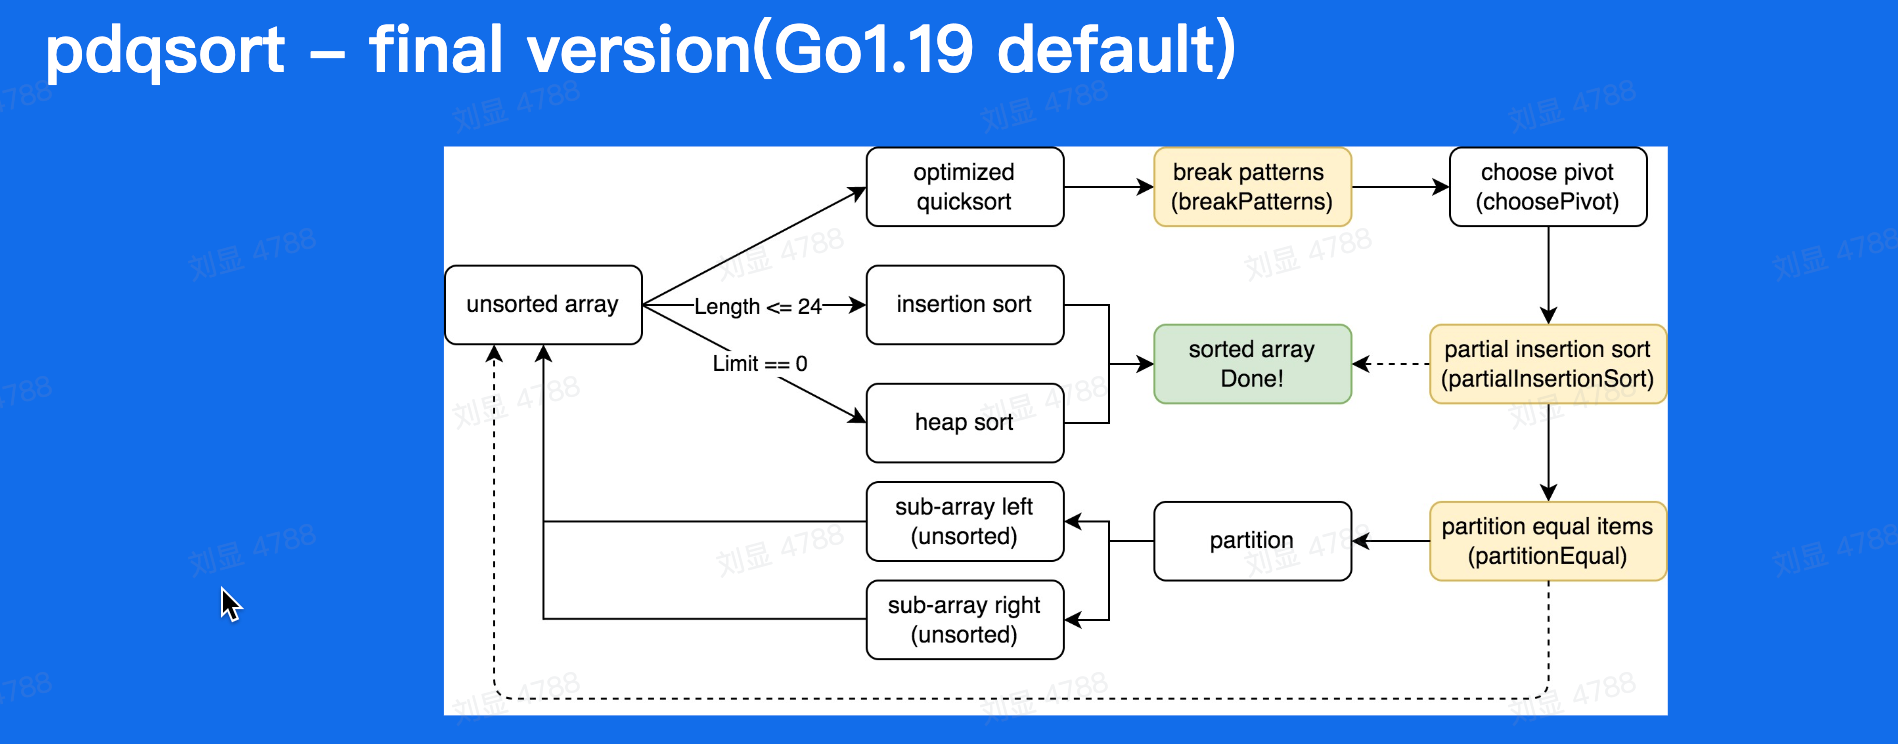 pdqsort – final version(Go1.19 default)
optimized
quicksort
break patterns
(breakPatterns)
choose pivot
(choosePivot)
unsorted array
Length <= 24
insertion sort
Limit == 0
heap sort
sorted array
Done!
partial insertion sort
(partialInsertionSort)
sub-array left
(unsorted)
partition
partition equal items
(partitionEqual)
sub-array right
(unsorted)
刘显 4788